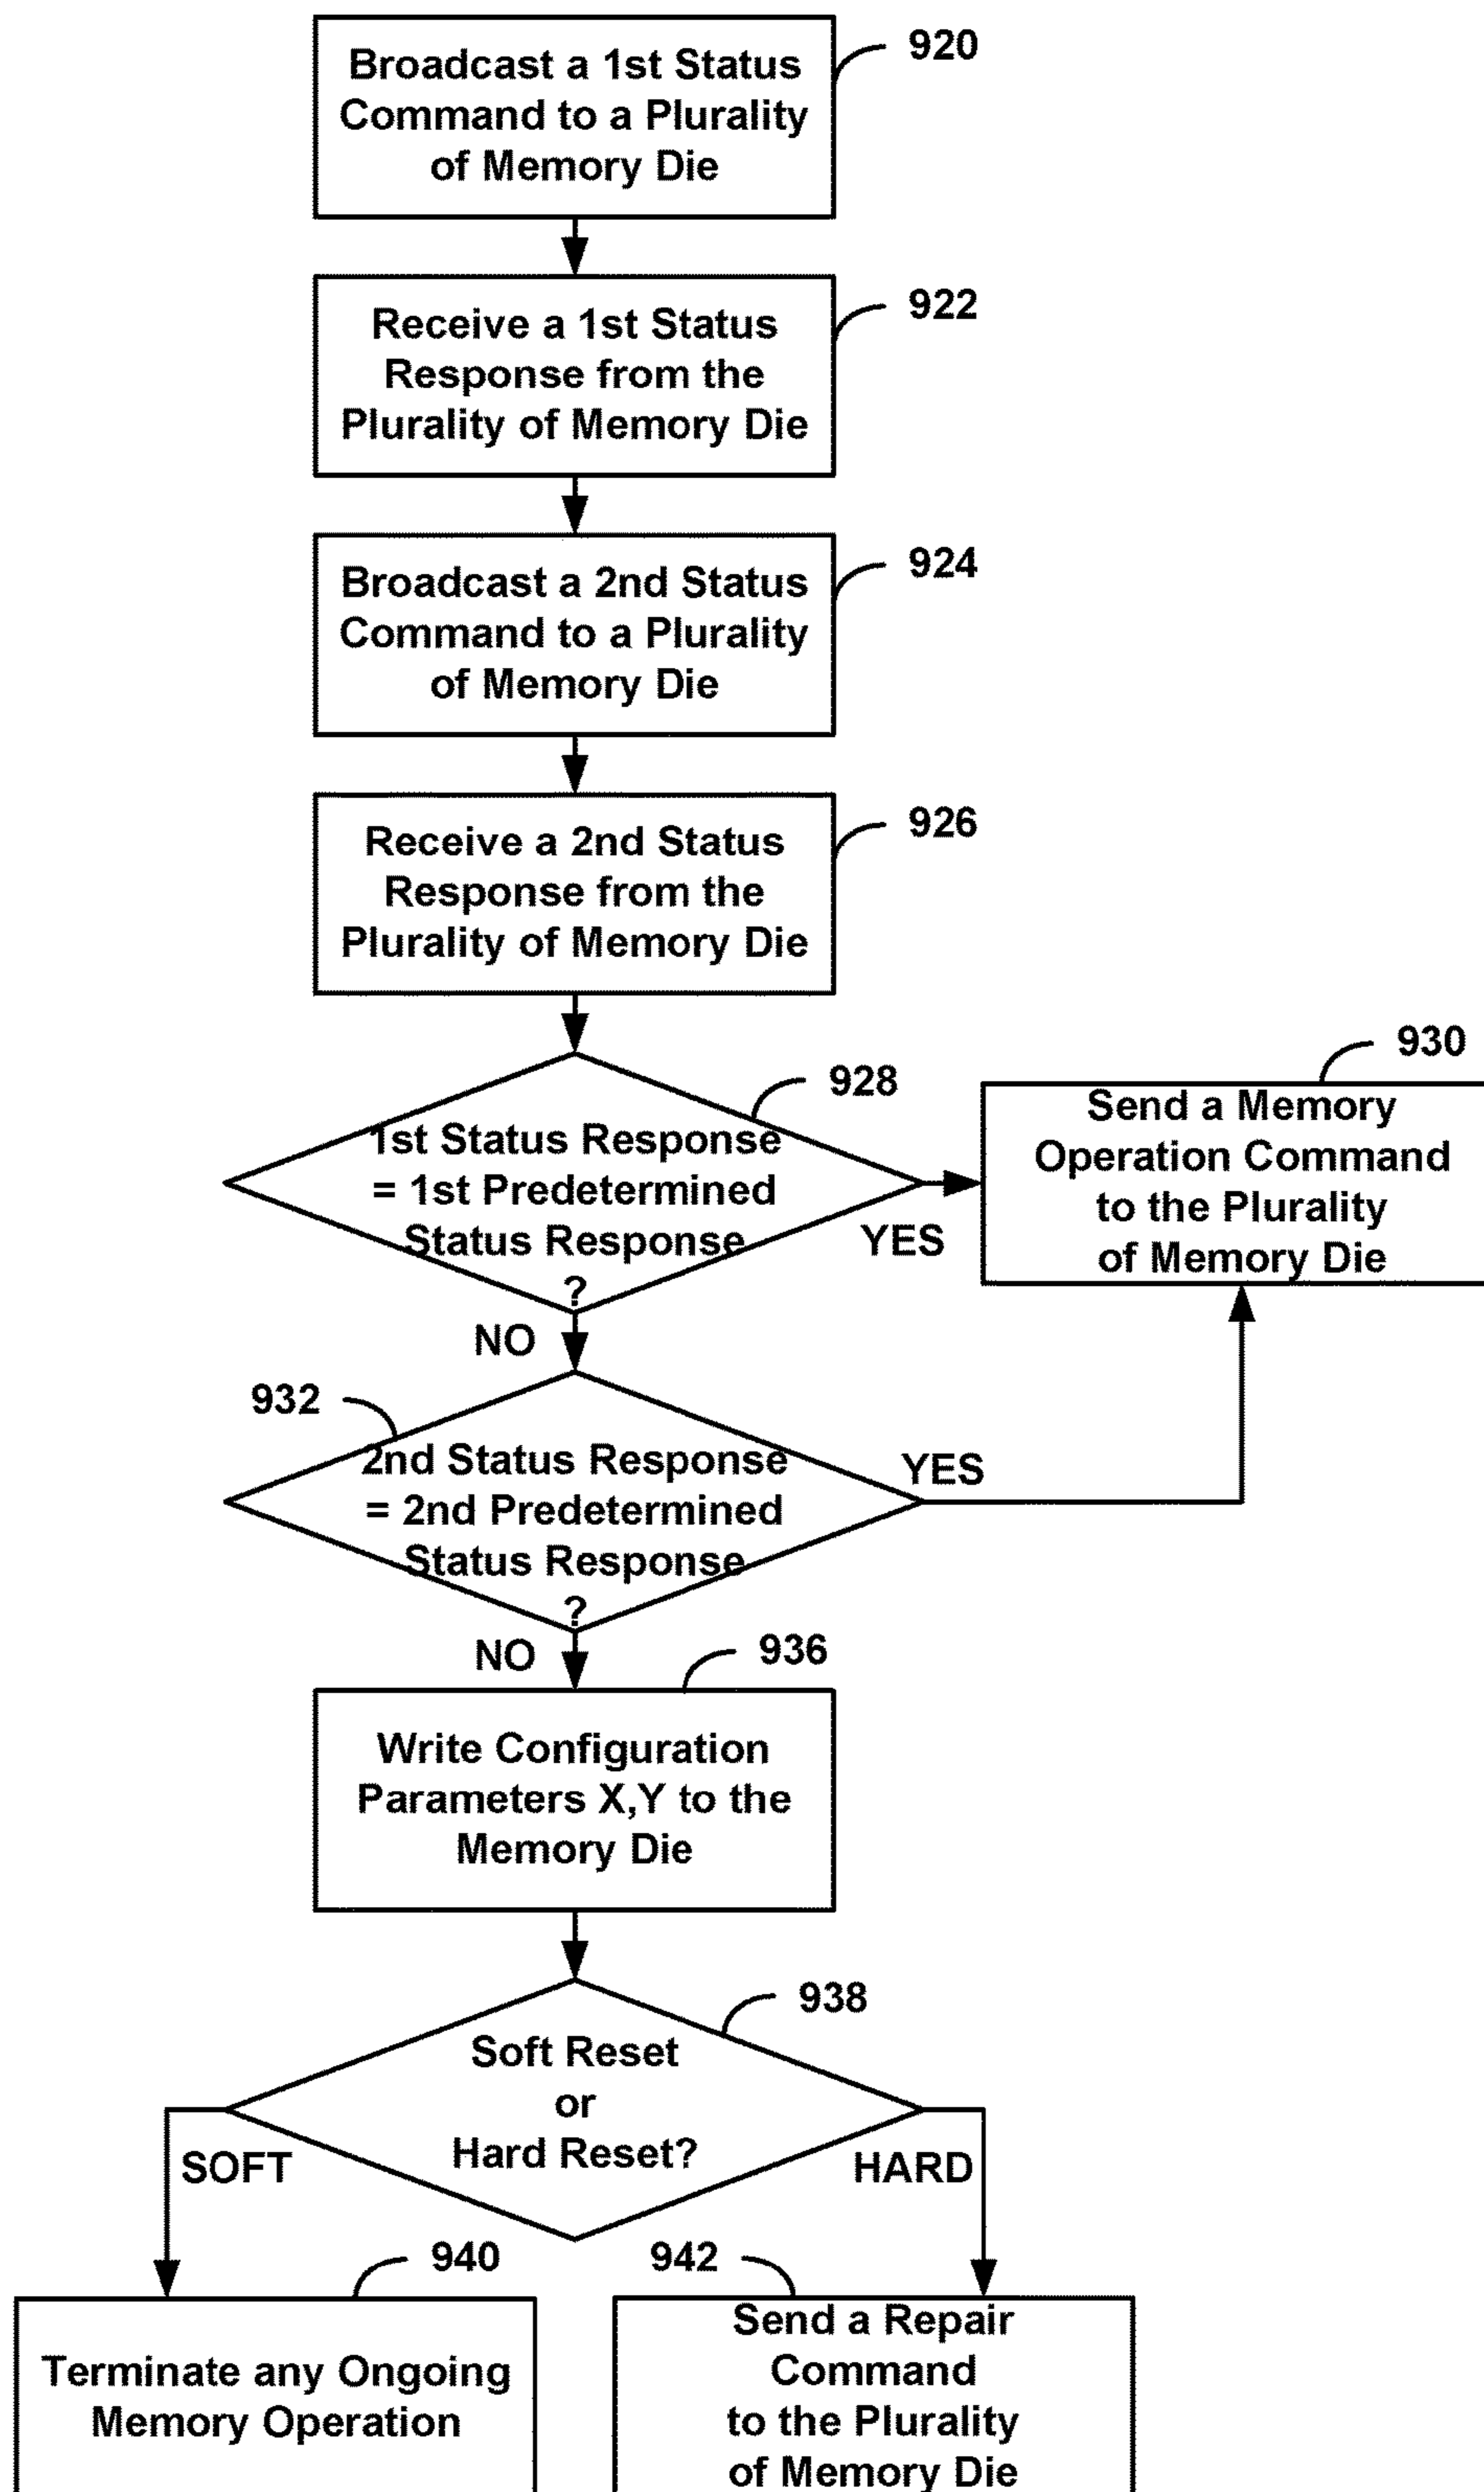 Broadcast a 1st Status
Command to a Plurality
of Memory Die
920
Receive a 1st Status
Response from the
Plurality of Memory Die
922
Broadcast a 2nd Status
Command to a Plurality
of Memory Die
924
Receive a 2nd Status
Response from the
Plurality of Memory Die
926
1st Status Response
= 1st Predetermined
Status Response
?
928
YES
NO
930
Send a Memory
Operation Command
to the Plurality
of Memory Die
932
2nd Status Response
= 2nd Predetermined
Status Response
?
YES
NO
936
Write Configuration
Parameters X,Y to the
Memory Die
938
Soft Reset
or
Hard Reset?
SOFT
HARD
940
Terminate any Ongoing
Memory Operation
942
Send a Repair
Command
to the Plurality
of Memory Die